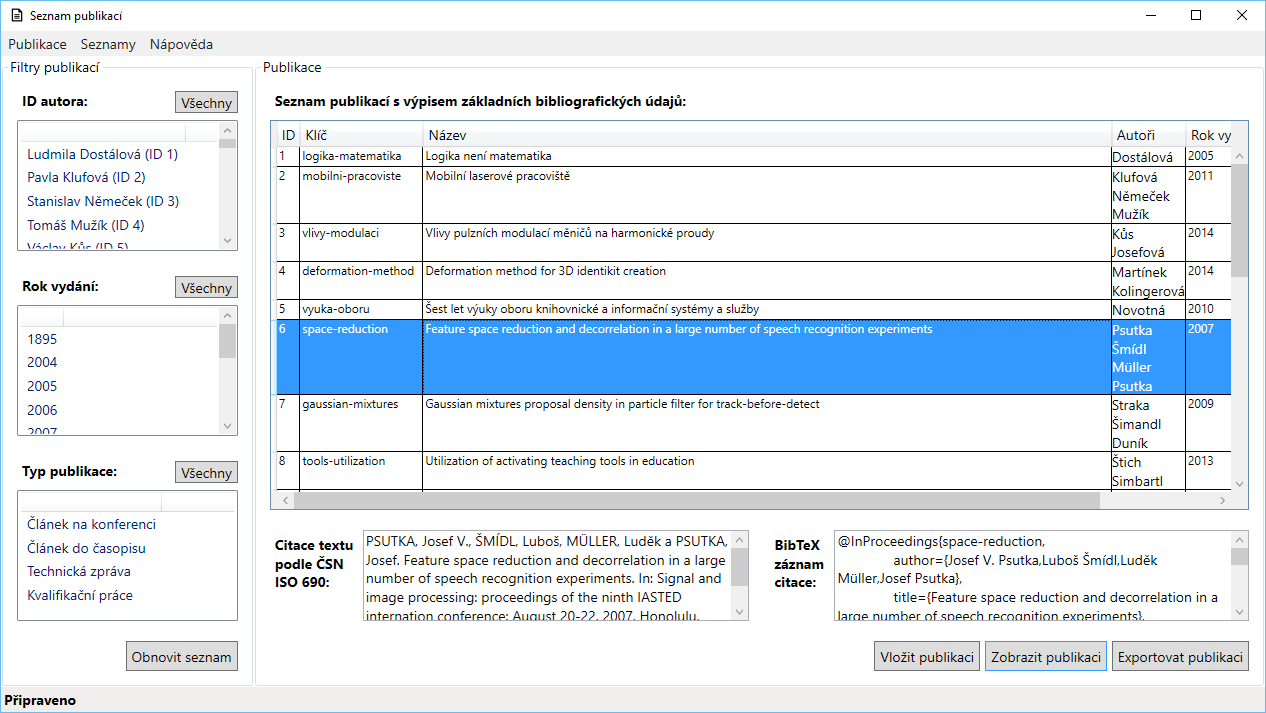 Seznam publikací
Publikace Seznamy Nápověda
Filtry publikací
ID autora: Všechny
Ludmila Dostálová (ID 1)
Pavla Klufová (ID 2)
Stanislav Němeček (ID 3)
Tomáš Mužík (ID 4)
Václav Kůs (ID 5)
Rok vydání: Všechny
1895
2004
2005
2006
2007
Typ publikace: Všechny
Článek na konferenci
Článek do časopisu
Technická zpráva
Kvalifikační práce
Obnovit seznam
Publikace
Seznam publikací s výpisem základních bibliografických údajů:
ID Klíč Název Autoři Rok vy
1 logika-matematika Logika není matematika Dostálová 2005
2 mobilni-pracoviste Mobilní laserové pracoviště Klufová 2011
Němeček
Mužík
3 vlivy-modulaci Vlivy pulzních modulací měničů na harmonické proudy Kůs 2014
Josefová
4 deformation-method Deformation method for 3D identikit creation Martínek 2014
Kolingerová
5 vyuka-oboru Šest let výuky oboru knihovnické a informační systémy a služby Novotná 2010
6 space-reduction Feature space reduction and decorrelation in a large number of speech recognition experiments Psutka 2007
Šmídl
Müller
Psutka
7 gaussian-mixtures Gaussian mixtures proposal density in particle filter for track-before-detect Straka 2009
Šimandl
Duník
8 tools-utilization Utilization of activating teaching tools in education Štich 2013
Simbartl
Citace textu
podle ČSN
ISO 690:
PSUTKA, Josef V., ŠMÍDL, Luboš, MÜLLER, Luděk a PSUTKA,
Josef. Feature space reduction and decorrelation in a large
number of speech recognition experiments. In: Signal and
image processing: proceedings of the ninth IASTED
internation conference: August 20-22, 2007, Honolulu,
BibTeX
záznam
citace:
@InProceedings{space-reduction,
author={Josef V. Psutka,Luboš Šmídl,Luděk
Müller,Josef Psutka},
title={Feature space reduction and decorrelation in a
large number of speech recognition experiments},
Vložit publikaci Zobrazit publikaci Exportovat publikaci
Připraveno